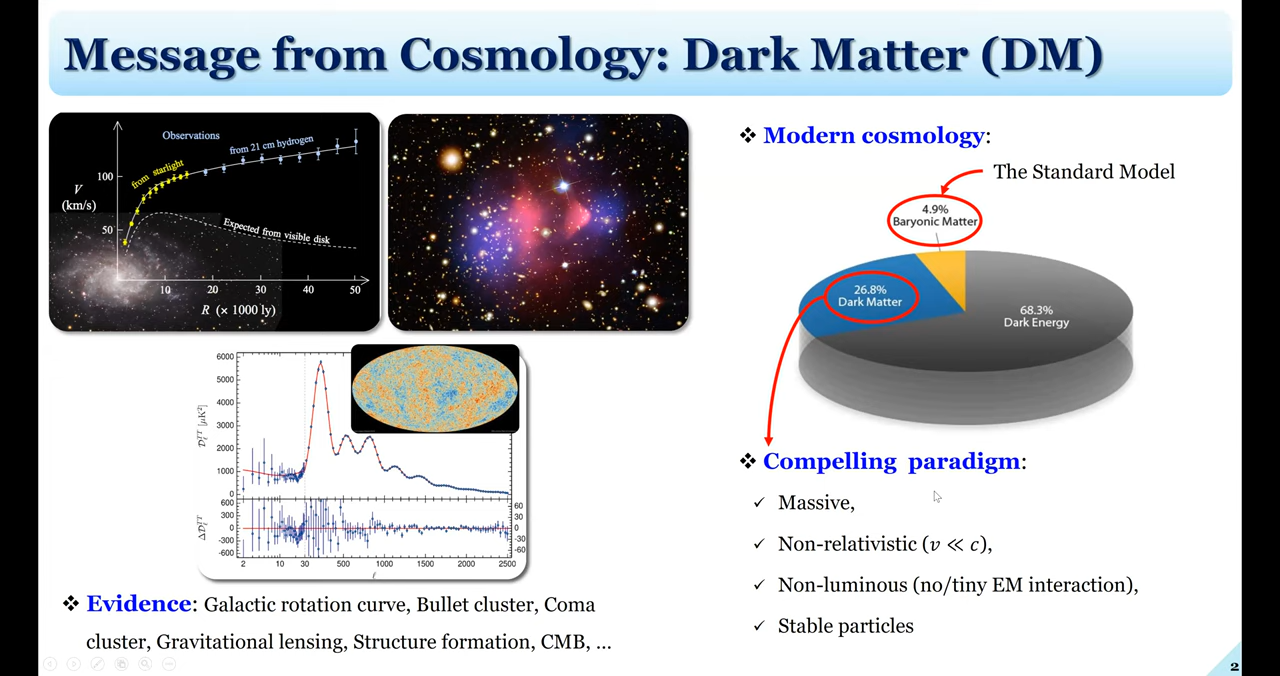 Message from Cosmology: Dark Matter (DM)
Observations
from starlight
from 21 cm hydrogen
100
V
(km/s)
50
Expected from visible disk
10
20
30
40
50
R (× 1000 ly)
6000
5000
4000
3000
2000
1000
0
𝒟ℓᵀᵀ [μK²]
600
300
0
-300
-600
Δ𝒟ℓᵀᵀ
60
30
0
-30
-60
2
10
30
500
1000
1500
2000
2500
ℓ
❖ Evidence: Galactic rotation curve, Bullet cluster, Coma
cluster, Gravitational lensing, Structure formation, CMB, ...
❖ Modern cosmology:
The Standard Model
4.9%
Baryonic Matter
26.8%
Dark Matter
68.3%
Dark Energy
❖ Compelling paradigm:
✓ Massive,
✓ Non-relativistic (v ≪ c),
✓ Non-luminous (no/tiny EM interaction),
✓ Stable particles
2